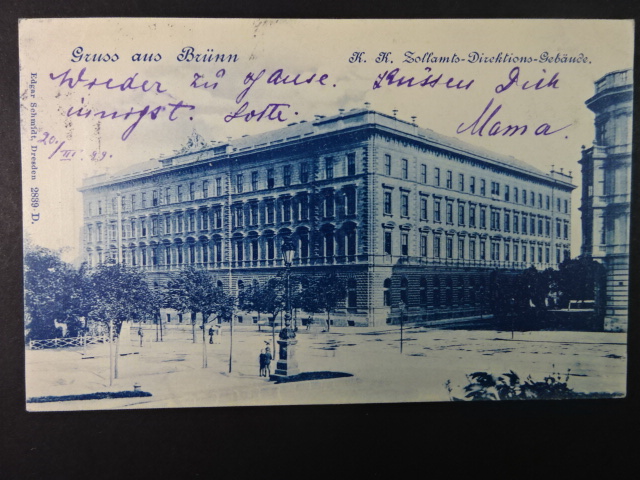 Gruss aus Brünn
K. K. Zollamts-Direktions-Gebäude.
Wieder zu Hause. Küssen Dich
innigst. Lotte. Mama.
20/III. 99.
Edgar Schmidt, Dresden 2839-D.